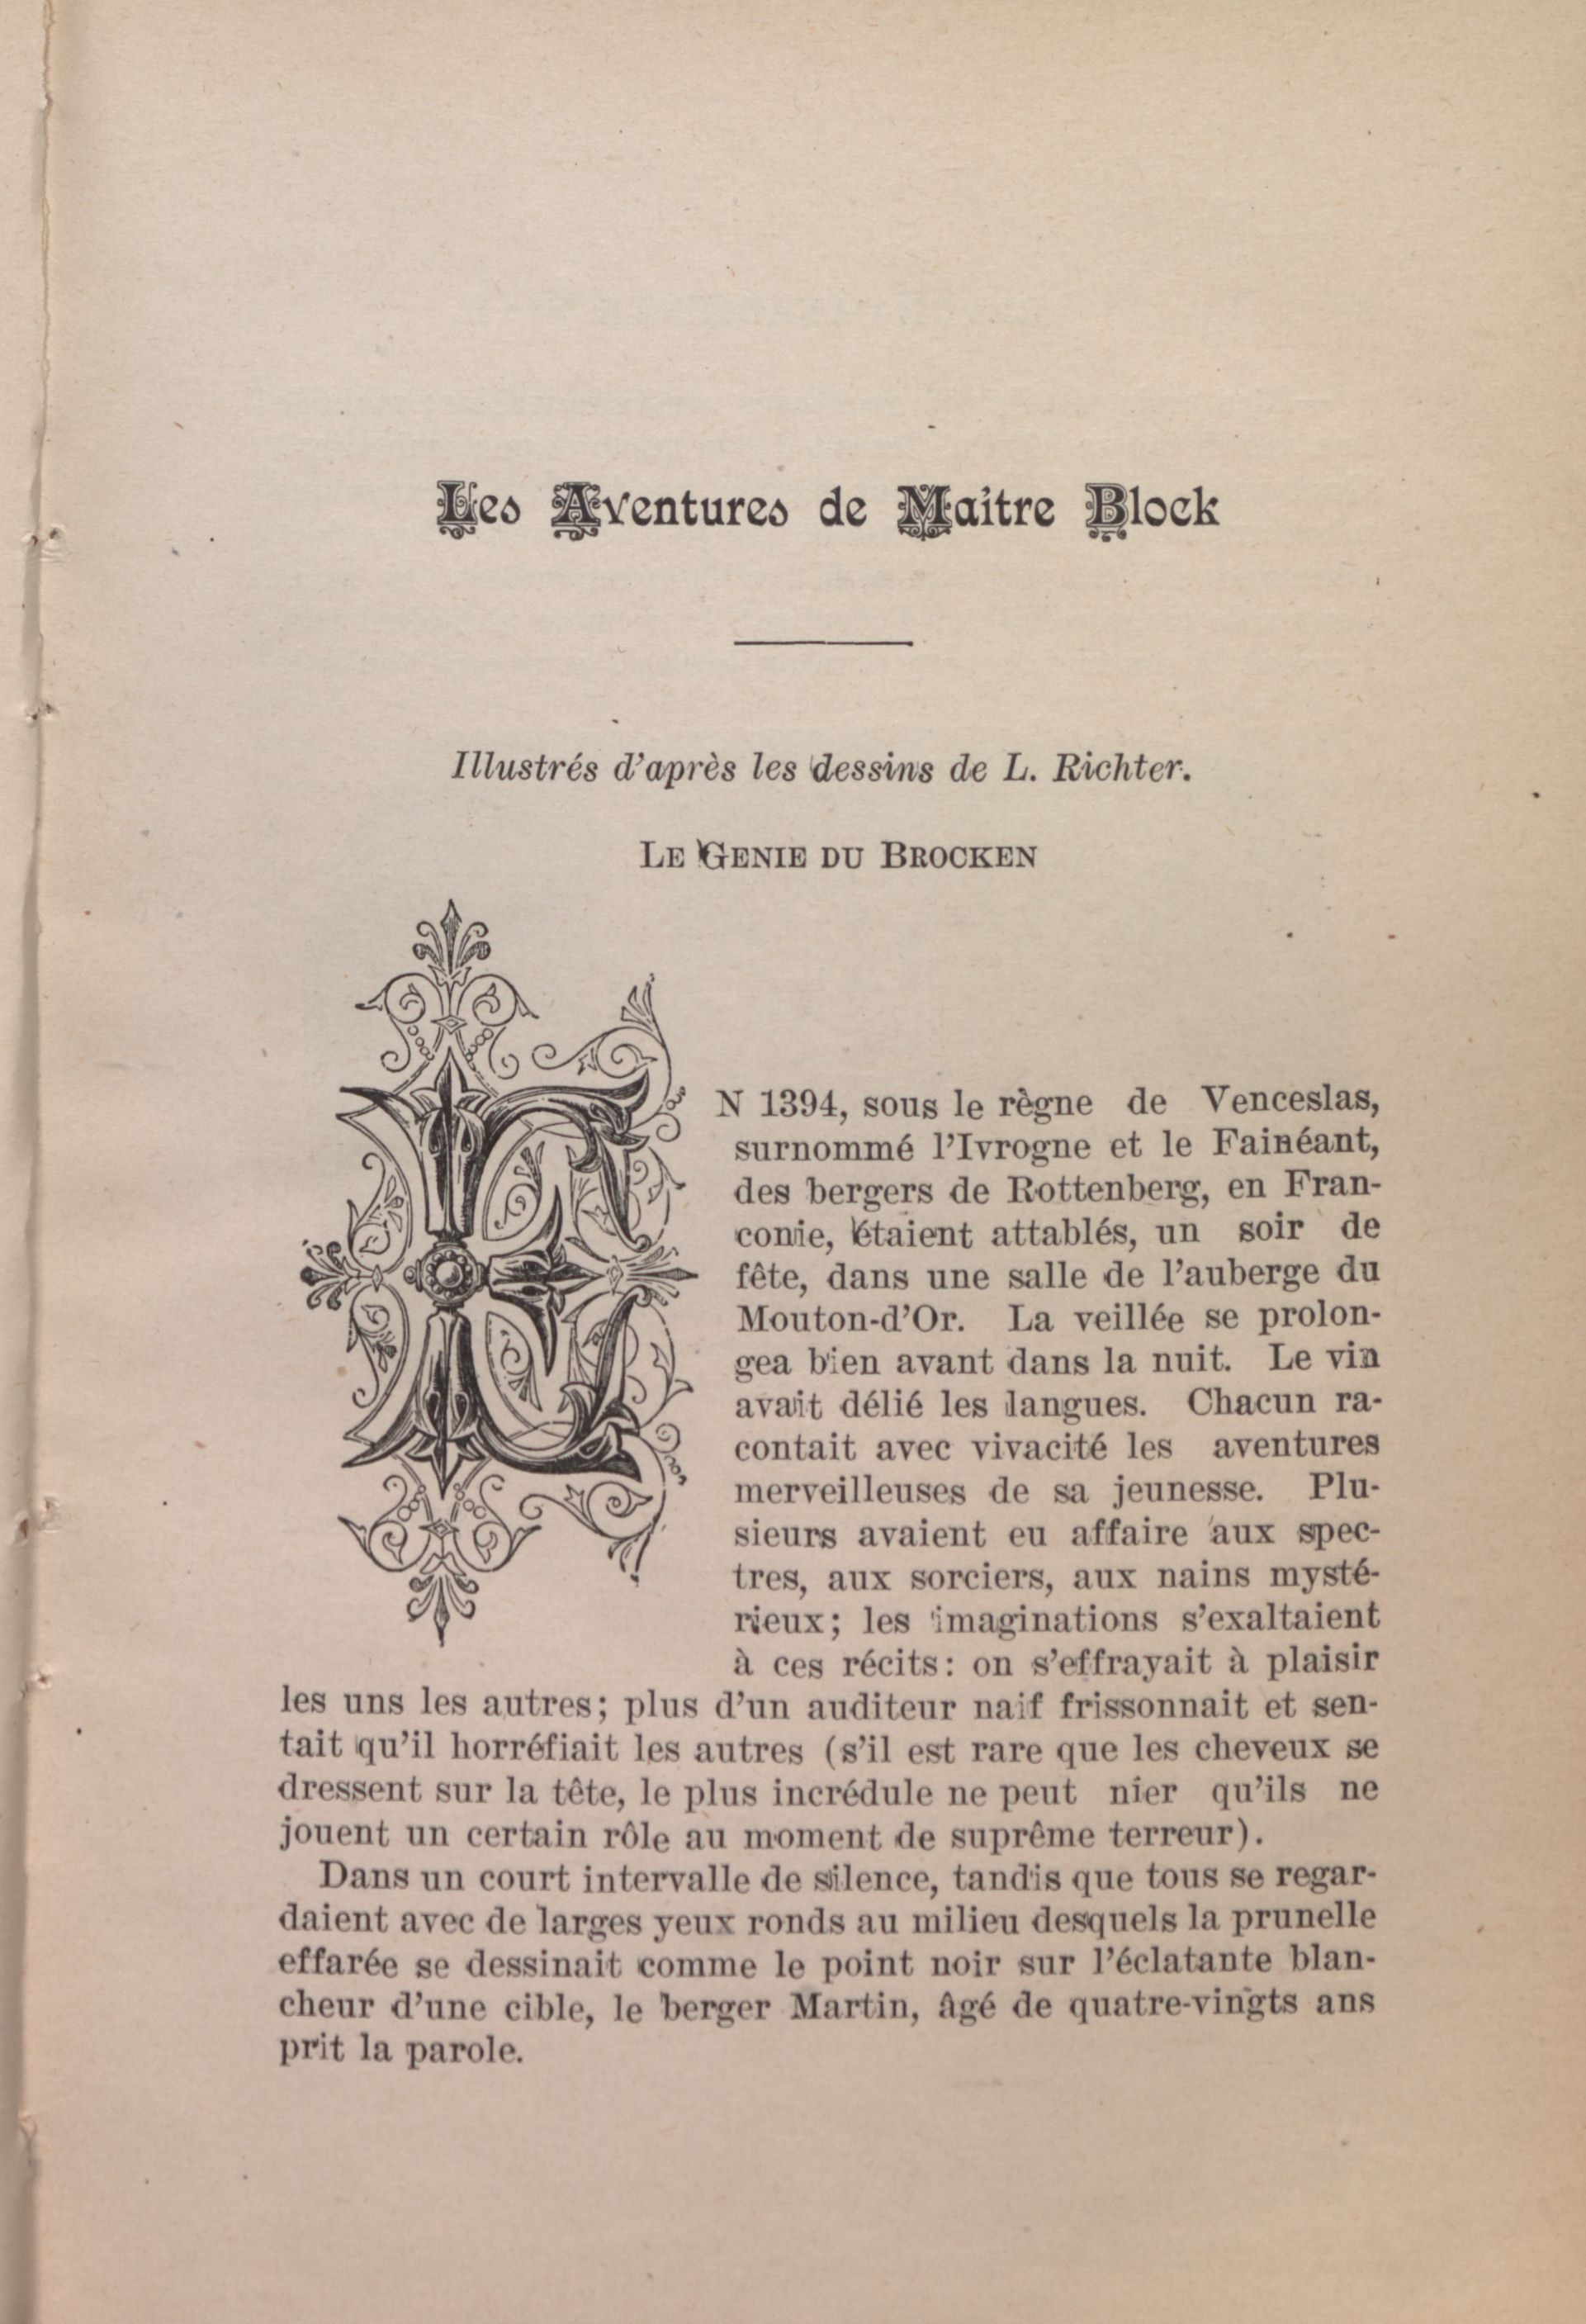 Les Aventures de Maître Block
Illustrés d'après les dessins de L. Richter.
LE GENIE DU BROCKEN
EN 1394, sous le règne de Venceslas,
surnommé l'Ivrogne et le Fainéant,
des bergers de Rottenberg, en Fran-
conie, étaient attablés, un soir de
fête, dans une salle de l'auberge du
Mouton-d'Or. La veillée se prolon-
gea bien avant dans la nuit. Le vin
avait délié les langues. Chacun ra-
contait avec vivacité les aventures
merveilleuses de sa jeunesse. Plu-
sieurs avaient eu affaire aux spec-
tres, aux sorciers, aux nains mysté-
rieux; les imaginations s'exaltaient
à ces récits: on s'effrayait à plaisir
les uns les autres; plus d'un auditeur naif frissonnait et sen-
tait qu'il horréfiait les autres (s'il est rare que les cheveux se
dressent sur la tête, le plus incrédule ne peut nier qu'ils ne
jouent un certain rôle au moment de suprême terreur).
Dans un court intervalle de silence, tandis que tous se regar-
daient avec de larges yeux ronds au milieu desquels la prunelle
effarée se dessinait comme le point noir sur l'éclatante blan-
cheur d'une cible, le berger Martin, âgé de quatre-vingts ans
prit la parole.